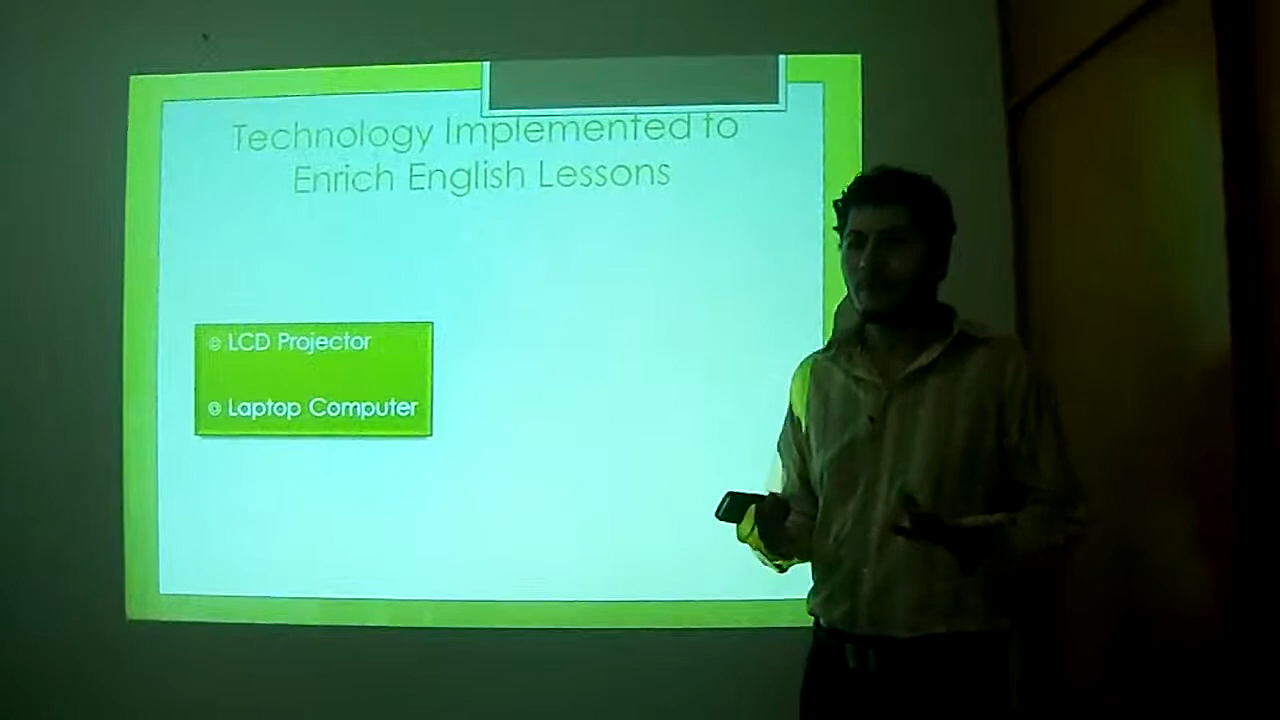 Technology Implemented to
Enrich English Lessons
LCD Projector
Laptop Computer